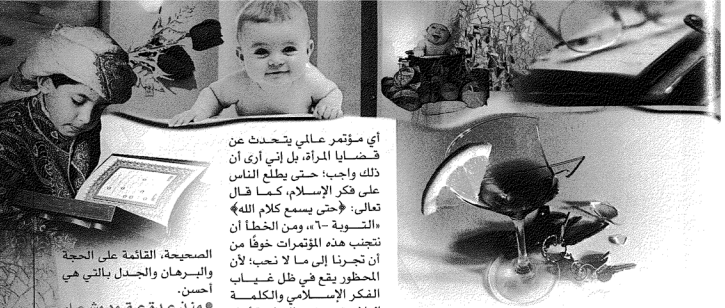 أي مؤتمر عالمي يتحدث عن
قضايا المرأة، بل إني أرى أن
ذلك واجب؛ حتى يطلع الناس
على فكر الإسلام، كما قال
تعالى: ﴿حتى يسمع كلام الله﴾
«التوبة -٦»، ومن الخطأ أن
نتجنب هذه المؤتمرات خوفًا من
أن تجرنا إلى ما لا نحب؛ لأن
المحظور يقع في ظل غياب
الفكر الإسلامي والكلمة
الصحيحة، القائمة على الحجة
والبرهان والجدل بالتي هي
أحسن.